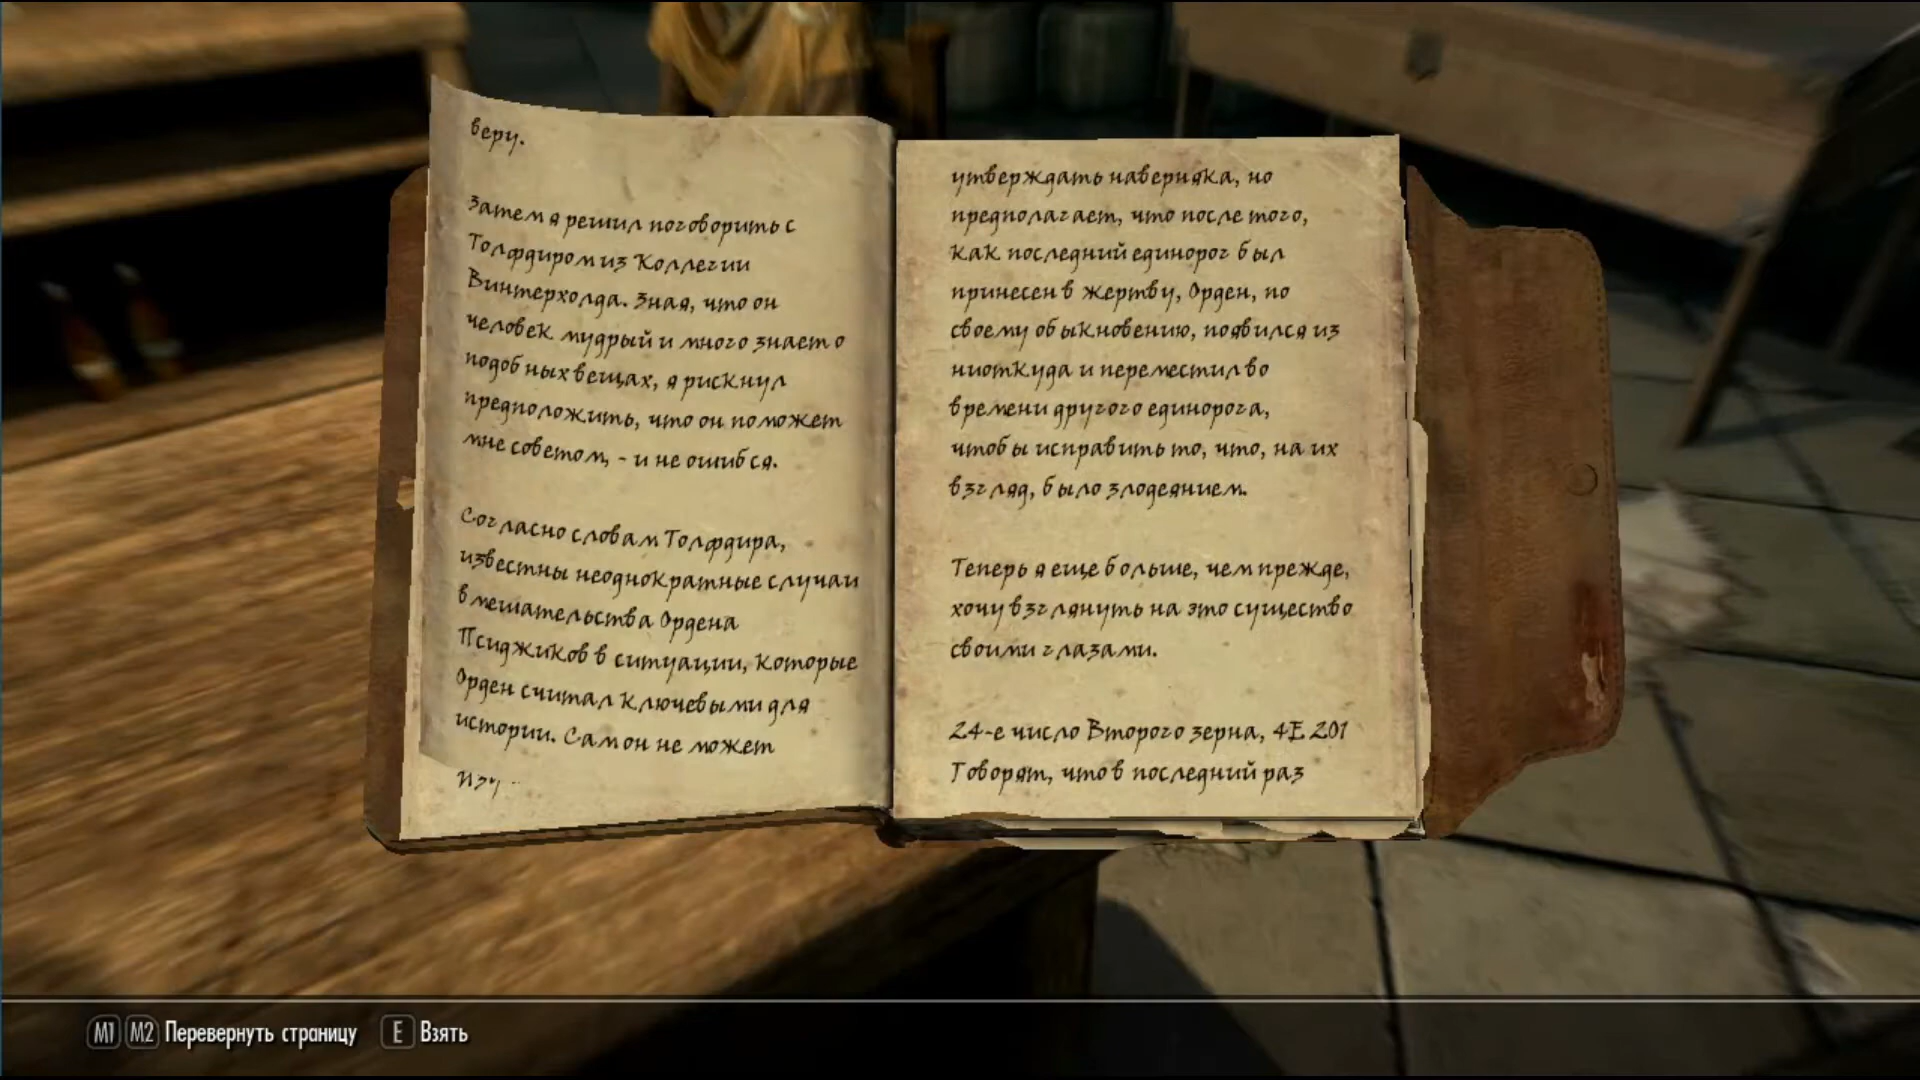 веру.
Затем я решил поговорить с
Толфдиром из Коллегии
Винтерхолда. Зная, что он
человек мудрый и много знает о
подобных вещах, я рискнул
предположить, что он поможет
мне советом, - и не ошибся.
Согласно словам Толфдира,
известны неоднократные случаи
вмешательства Ордена
Псиджиков в ситуации, которые
Орден считал ключевыми для
истории. Сам он не может
утверждать наверняка, но
предполагает, что после того,
как последний единорог был
принесен в жертву, Орден, по
своему обыкновению, появился из
ниоткуда и переместил во
времени другого единорога,
чтобы исправить то, что, на их
взгляд, было злодеянием.
Теперь я еще больше, чем прежде,
хочу взглянуть на это существо
своими глазами.
24-е число Второго зерна, 4E 201
Говорят, что в последний раз
M1 M2 Перевернуть страницу E Взять